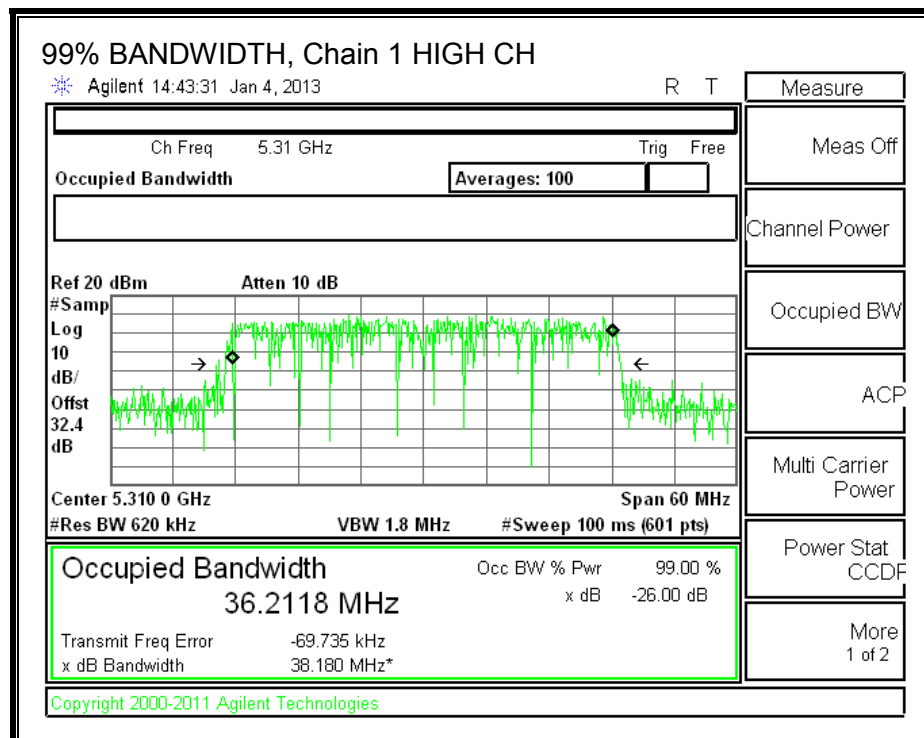 99% BANDWIDTH, Chain 1 HIGH CH
Agilent 14:43:31 Jan 4, 2013 R T
Measure
Ch Freq 5.31 GHz Trig Free
Meas Off
Occupied Bandwidth Averages: 100
Channel Power
Ref 20 dBm Atten 10 dB
#Samp
Log
10
dB/
Offst
32.4
dB
Occupied BW
ACP
Center 5.310 0 GHz Span 60 MHz
#Res BW 620 kHz VBW 1.8 MHz #Sweep 100 ms (601 pts)
Multi Carrier
Power
Occupied Bandwidth Occ BW % Pwr 99.00 %
36.2118 MHz x dB -26.00 dB
Transmit Freq Error -69.735 kHz
x dB Bandwidth 38.180 MHz*
Power Stat
CCDF
More
1 of 2
Copyright 2000-2011 Agilent Technologies